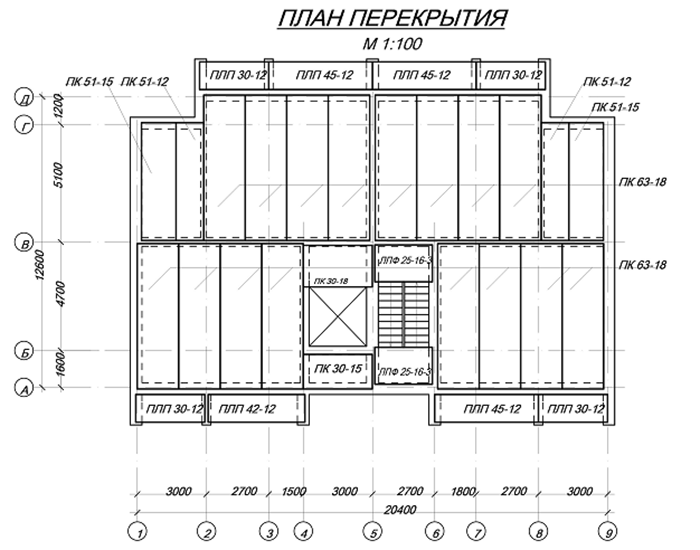 ПЛАН ПЕРЕКРЫТИЯ
М 1:100
ПЛП 30-12 ПЛП 45-12 ПЛП 45-12 ПЛП 30-12
ПК 51-15 ПК 51-12 ПК 51-12
ПК 51-15
Д
1200
Г
5100
ПК 63-18
В
12600
ЛПФ 25-16-3
ПК 63-18
ПК 30-18
4700
Б
1600
ПК 30-15 ЛПФ 25-16-3
А
ПЛП 30-12 ПЛП 42-12 ПЛП 45-12 ПЛП 30-12
3000 2700 1500 3000 2700 1800 2700 3000
20400
1 2 3 4 5 6 7 8 9